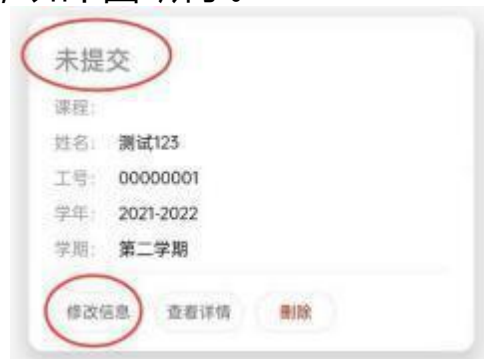 未提交
课程:
姓名: 测试123
工号: 00000001
学年: 2021-2022
学期: 第二学期
修改信息 查看详情 删除